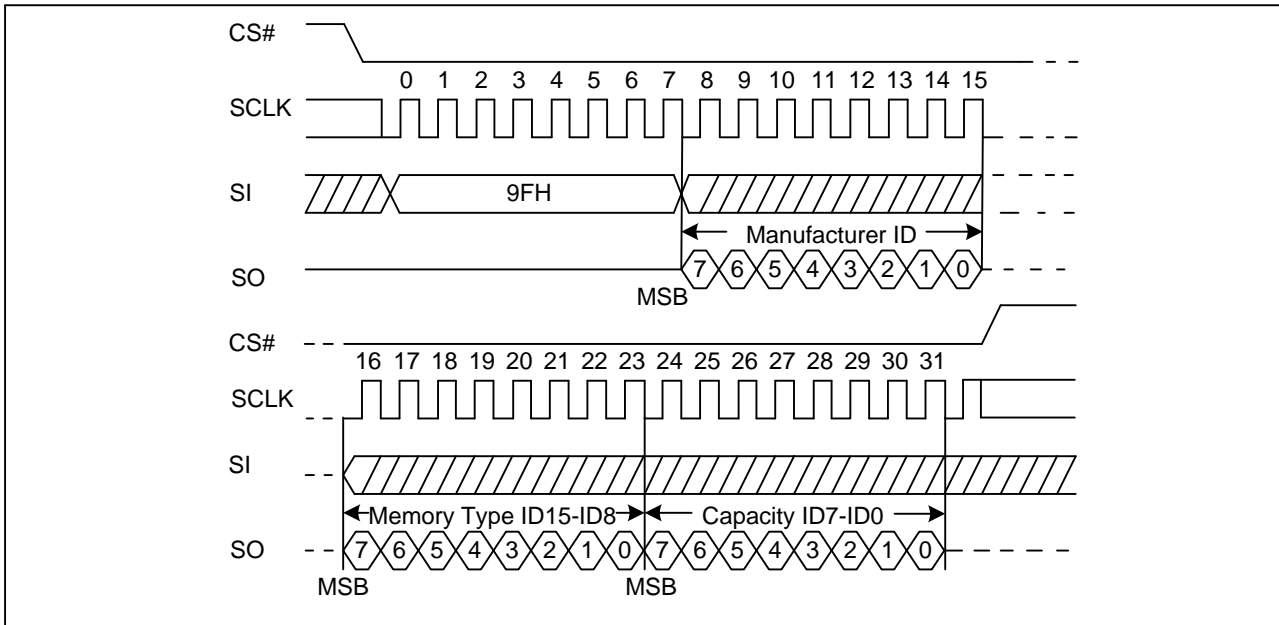 CS#
0 1 2 3 4 5 6 7 8 9 10 11 12 13 14 15
SCLK
SI 9FH
Manufacturer ID
SO 7 6 5 4 3 2 1 0
MSB
CS#
16 17 18 19 20 21 22 23 24 25 26 27 28 29 30 31
SCLK
SI
Memory Type ID15-ID8 Capacity ID7-ID0
SO 7 6 5 4 3 2 1 0 7 6 5 4 3 2 1 0
MSB MSB